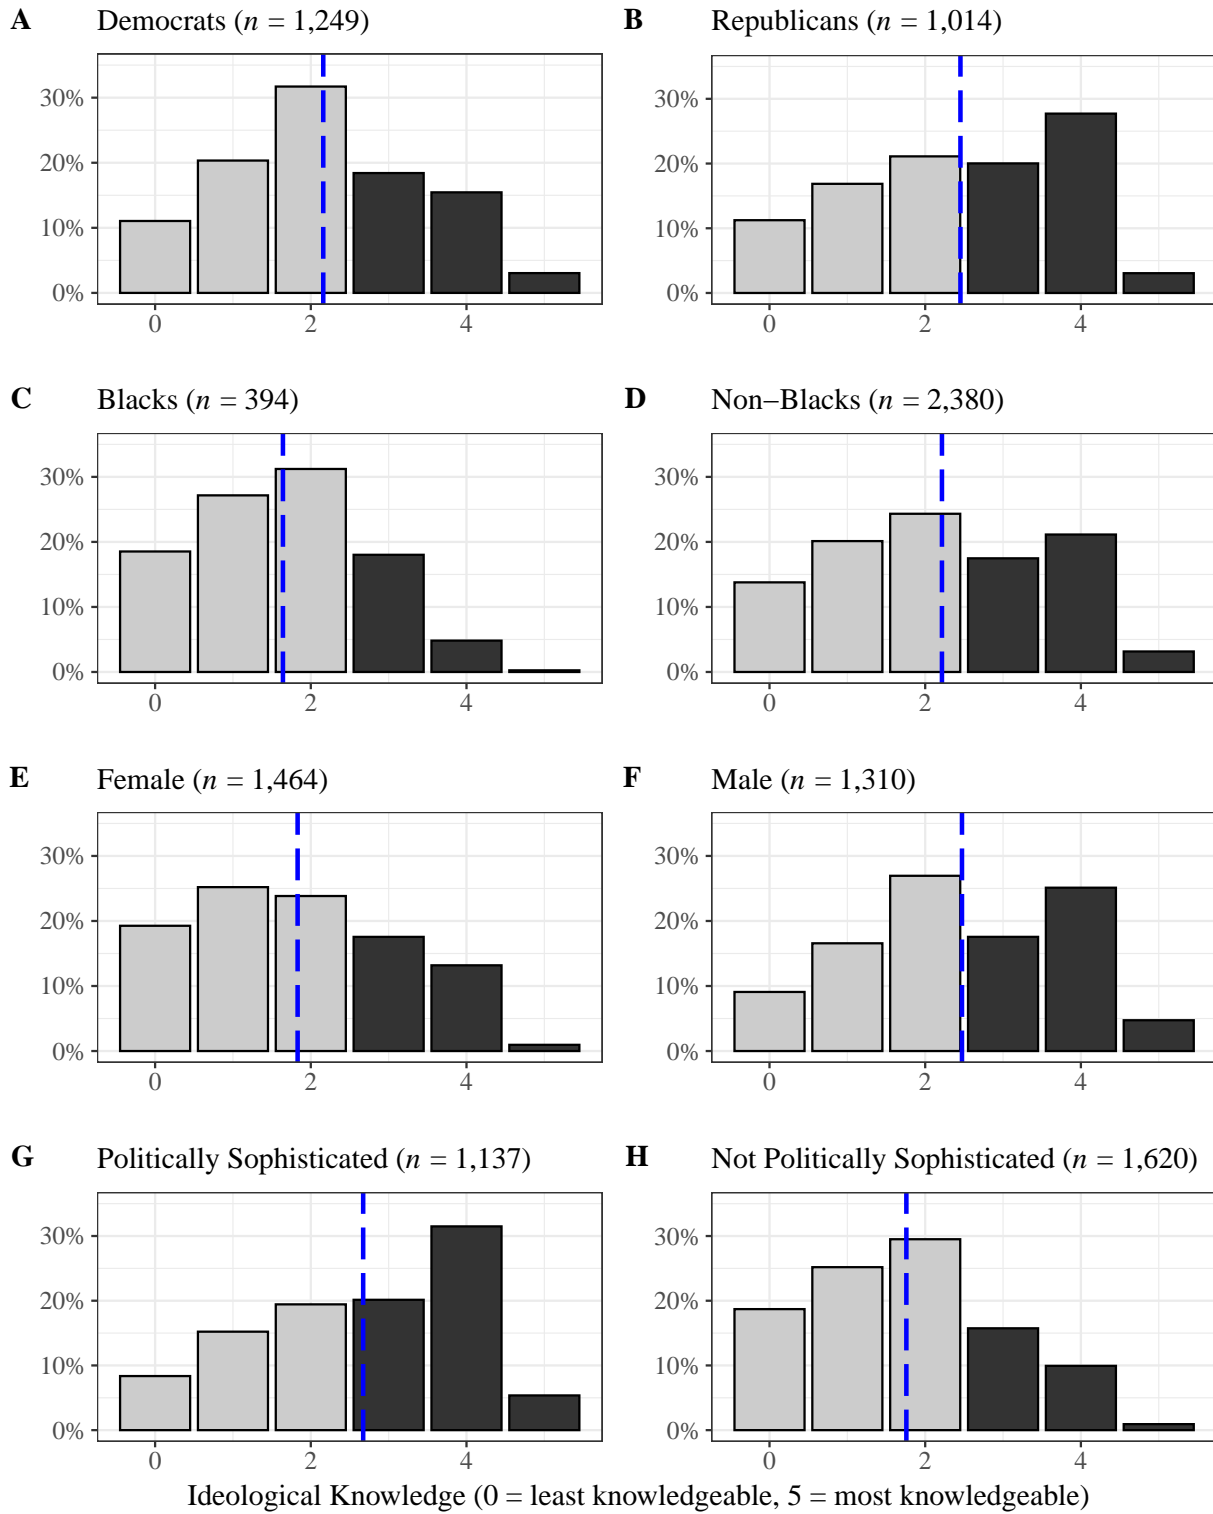 A Democrats (n = 1,249)
B Republicans (n = 1,014)
30%
20%
10%
0%
0 2 4
30%
20%
10%
0%
0 2 4
C Blacks (n = 394)
D Non−Blacks (n = 2,380)
30%
20%
10%
0%
0 2 4
30%
20%
10%
0%
0 2 4
E Female (n = 1,464)
F Male (n = 1,310)
30%
20%
10%
0%
0 2 4
30%
20%
10%
0%
0 2 4
G Politically Sophisticated (n = 1,137)
H Not Politically Sophisticated (n = 1,620)
30%
20%
10%
0%
0 2 4
30%
20%
10%
0%
0 2 4
Ideological Knowledge (0 = least knowledgeable, 5 = most knowledgeable)